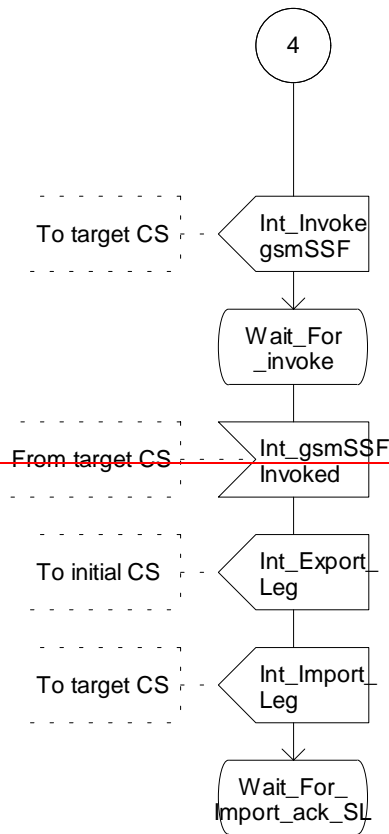 4
To target CS
Int_Invoke
gsmSSF
Wait_For
_invoke
From target CS
Int_gsmSSF
Invoked
To initial CS
Int_Export_
Leg
To target CS
Int_Import_
Leg
Wait_For_
Import_ack_SL